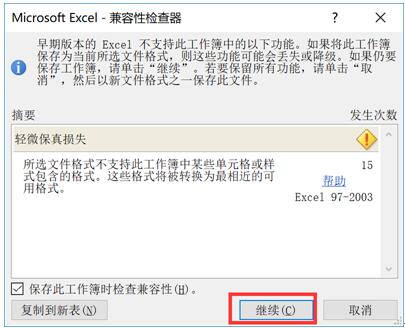 Microsoft Excel - 兼容性检查器
早期版本的 Excel 不支持此工作簿中的以下功能。如果将此工作簿
保存为当前所选文件格式，则这些功能可能会丢失或降级。如果仍要
保存工作簿，请单击“继续”。若要保留所有功能，请单击“取
消”，然后以新文件格式之一保存此文件。
摘要 发生次数
轻微保真损失
所选文件格式不支持此工作簿中某些单元格或样 15
式包含的格式。这些格式将被转换为最相近的可 帮助
用格式。 Excel 97-2003
保存此工作簿时检查兼容性(H)。
复制到新表(N) 继续(C) 取消